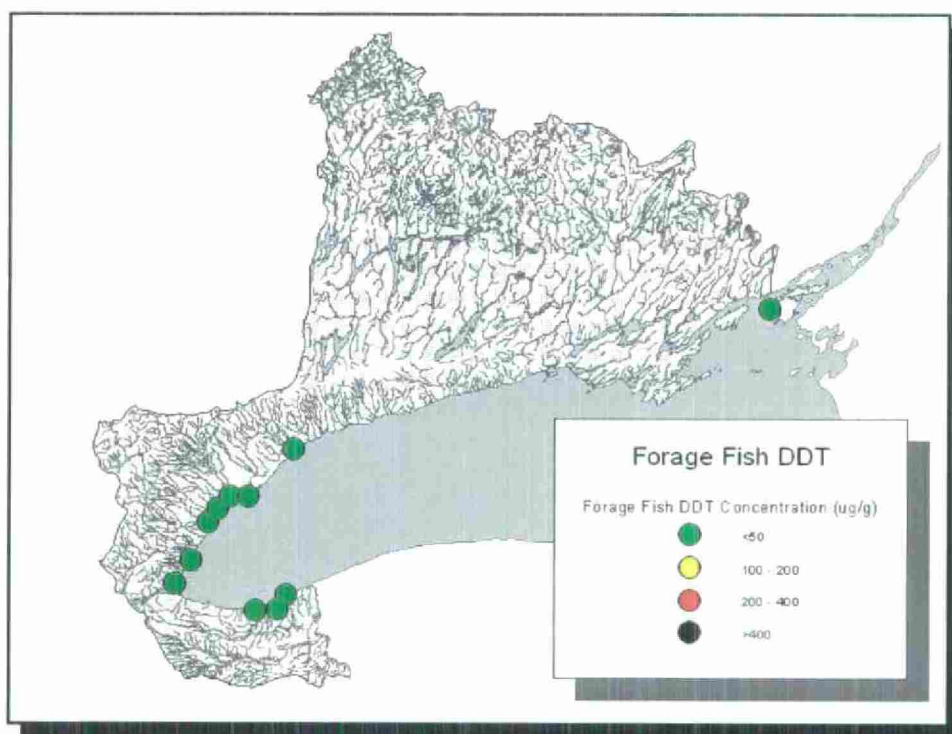 Forage Fish DDT
Forage Fish DDT Concentration (ug/g)
<50
100 - 200
200 - 400
>400